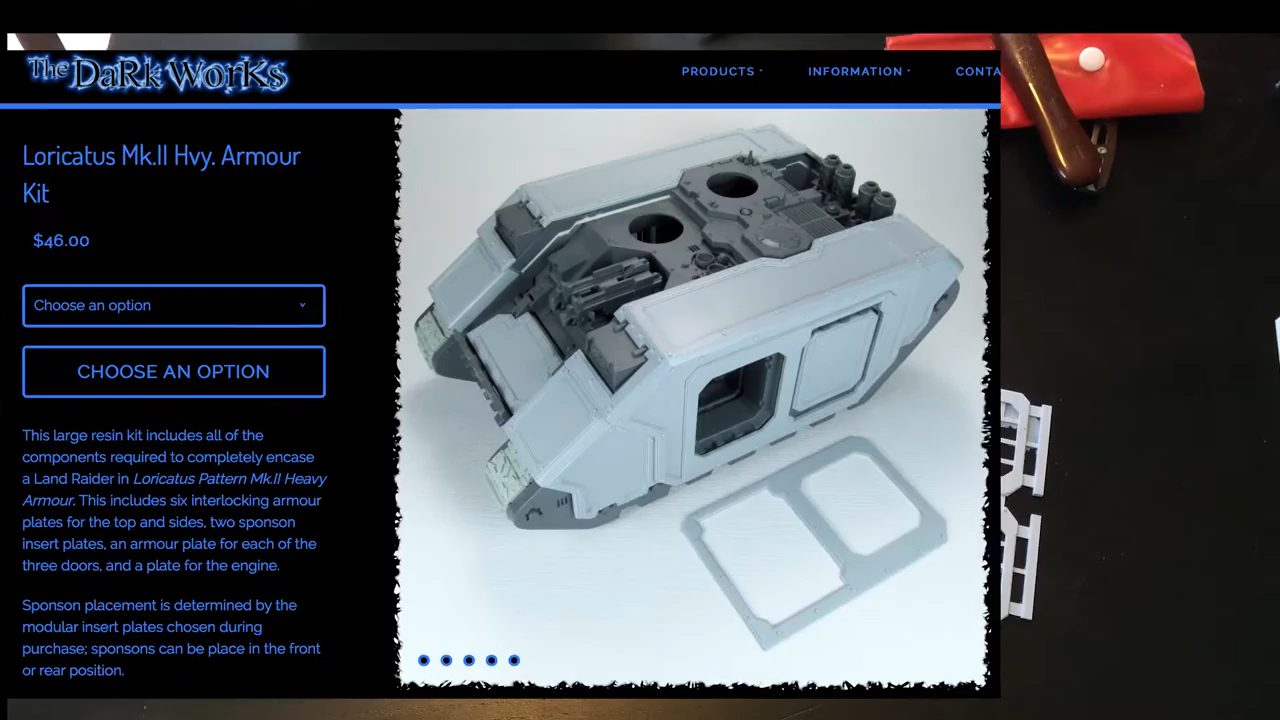 The DaRk WorKs
PRODUCTS
INFORMATION
CONTA
Loricatus Mk.II Hvy. Armour
Kit
$46.00
Choose an option
CHOOSE AN OPTION
This large resin kit includes all of the
components required to completely encase
a Land Raider in Loricatus Pattern Mk.II Heavy
Armour. This includes six interlocking armour
plates for the top and sides, two sponson
insert plates, an armour plate for each of the
three doors, and a plate for the engine.
Sponson placement is determined by the
modular insert plates chosen during
purchase; sponsons can be place in the front
or rear position.